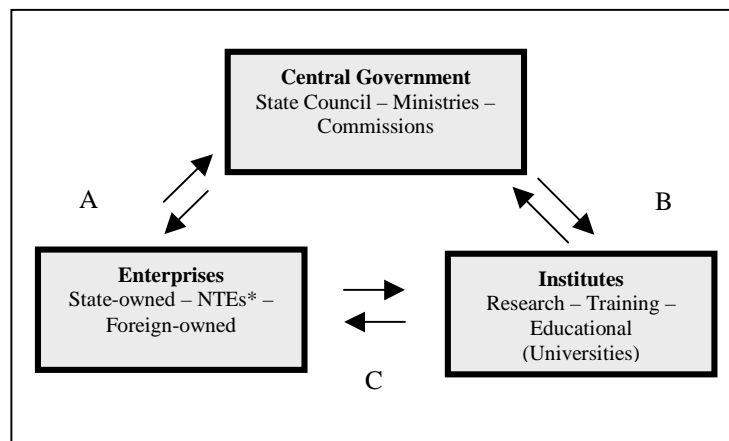 Central Government
State Council – Ministries –
Commissions
A
B
Enterprises
State-owned – NTEs* –
Foreign-owned
Institutes
Research – Training –
Educational
(Universities)
C